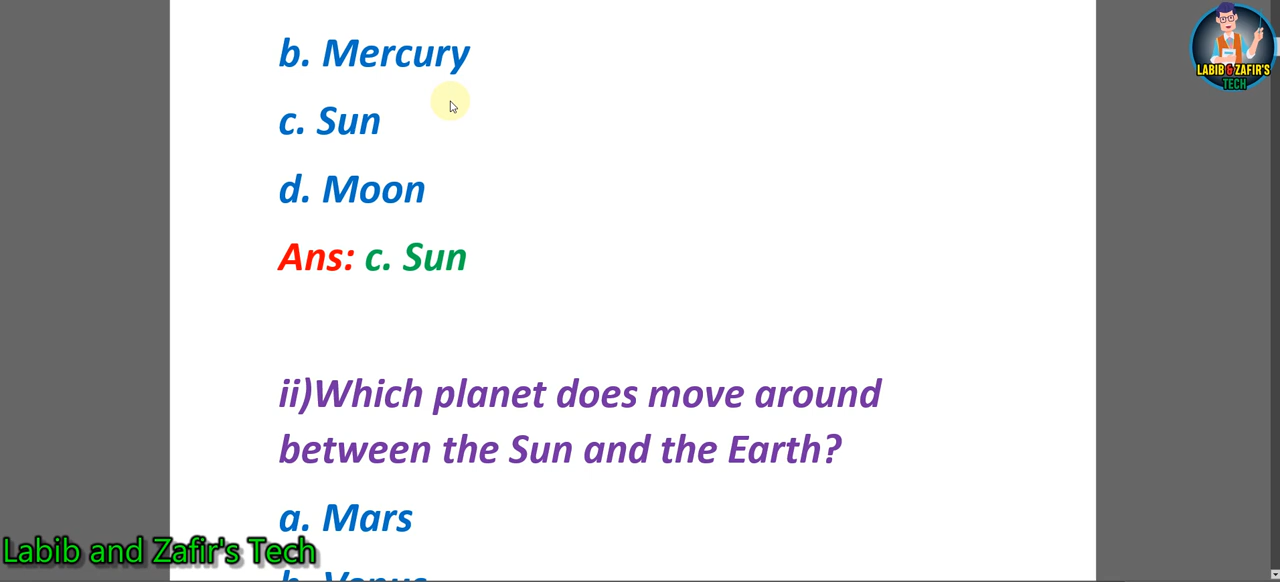 b. Mercury
LABIB & ZAFIR'S
TECH
c. Sun
d. Moon
Ans: c. Sun
ii)Which planet does move around
between the Sun and the Earth?
a. Mars
Labib and Zafir's Tech
b. Venus